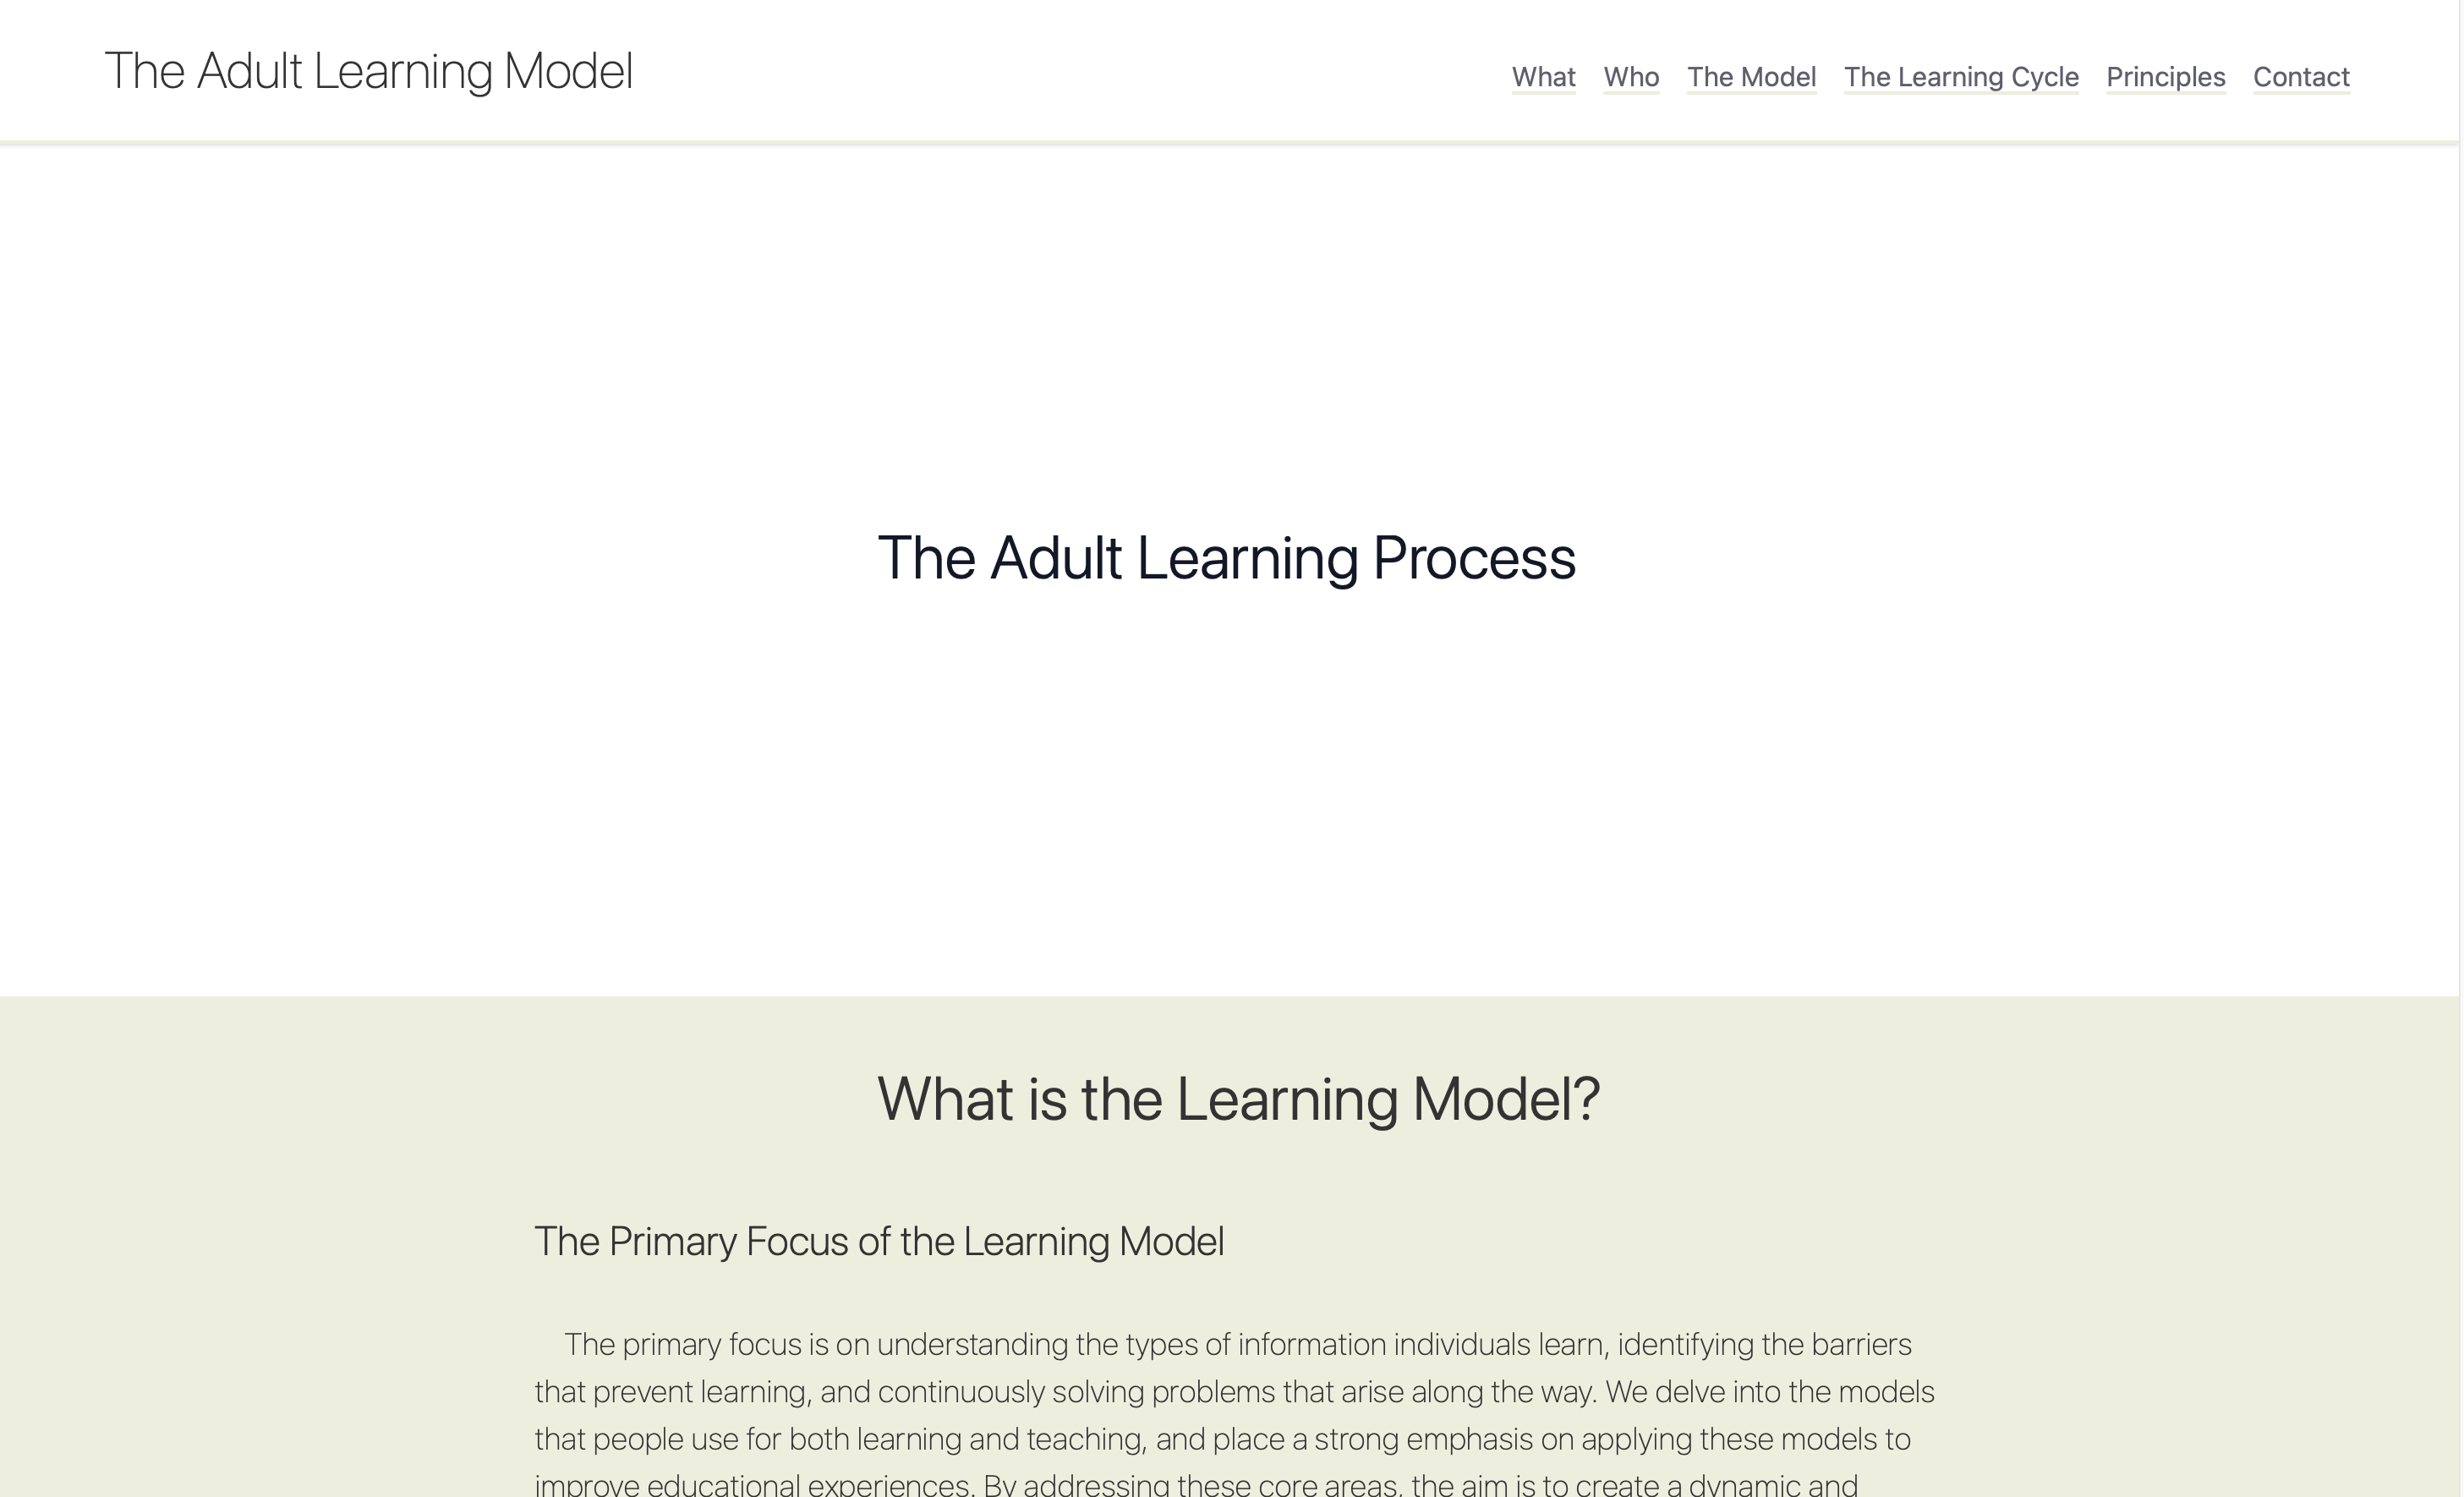 The Adult Learning Model
What Who The Model The Learning Cycle Principles Contact
The Adult Learning Process
What is the Learning Model?
The Primary Focus of the Learning Model
The primary focus is on understanding the types of information individuals learn, identifying the barriers
that prevent learning, and continuously solving problems that arise along the way. We delve into the models
that people use for both learning and teaching, and place a strong emphasis on applying these models to
improve educational experiences. By addressing these core areas, the aim is to create a dynamic and